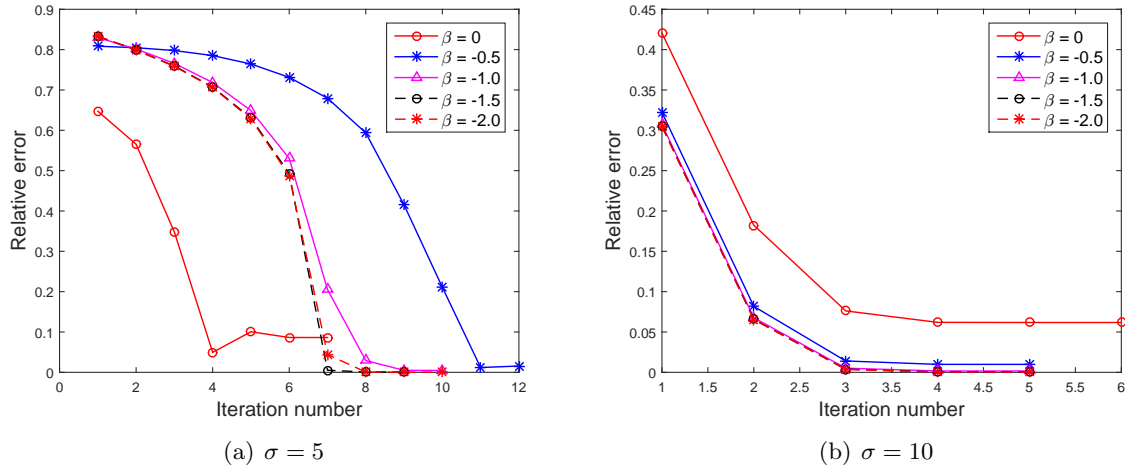 0.9
0.8
0.7
0.6
0.5
0.4
0.3
0.2
0.1
0
Relative error
0 2 4 6 8 10 12
Iteration number
β = 0
β = -0.5
β = -1.0
β = -1.5
β = -2.0
(a) σ = 5
0.45
0.4
0.35
0.3
0.25
0.2
0.15
0.1
0.05
0
Relative error
1 1.5 2 2.5 3 3.5 4 4.5 5 5.5 6
Iteration number
β = 0
β = -0.5
β = -1.0
β = -1.5
β = -2.0
(b) σ = 10